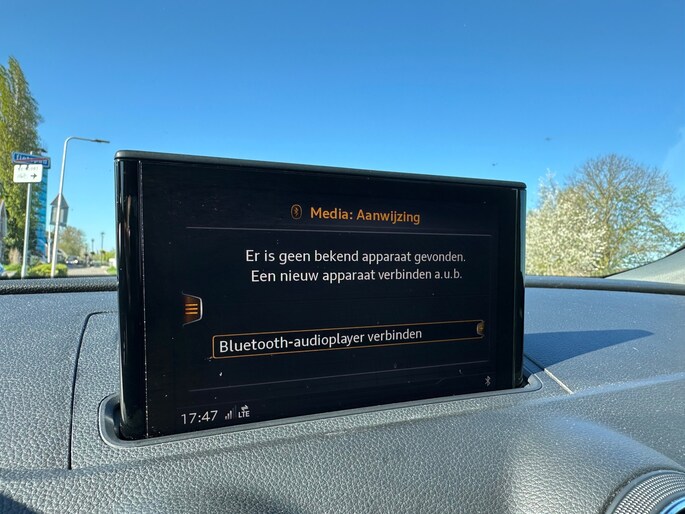 Media: Aanwijzing
Er is geen bekend apparaat gevonden.
Een nieuw apparaat verbinden a.u.b.
Bluetooth-audioplayer verbinden
17:47 LTE